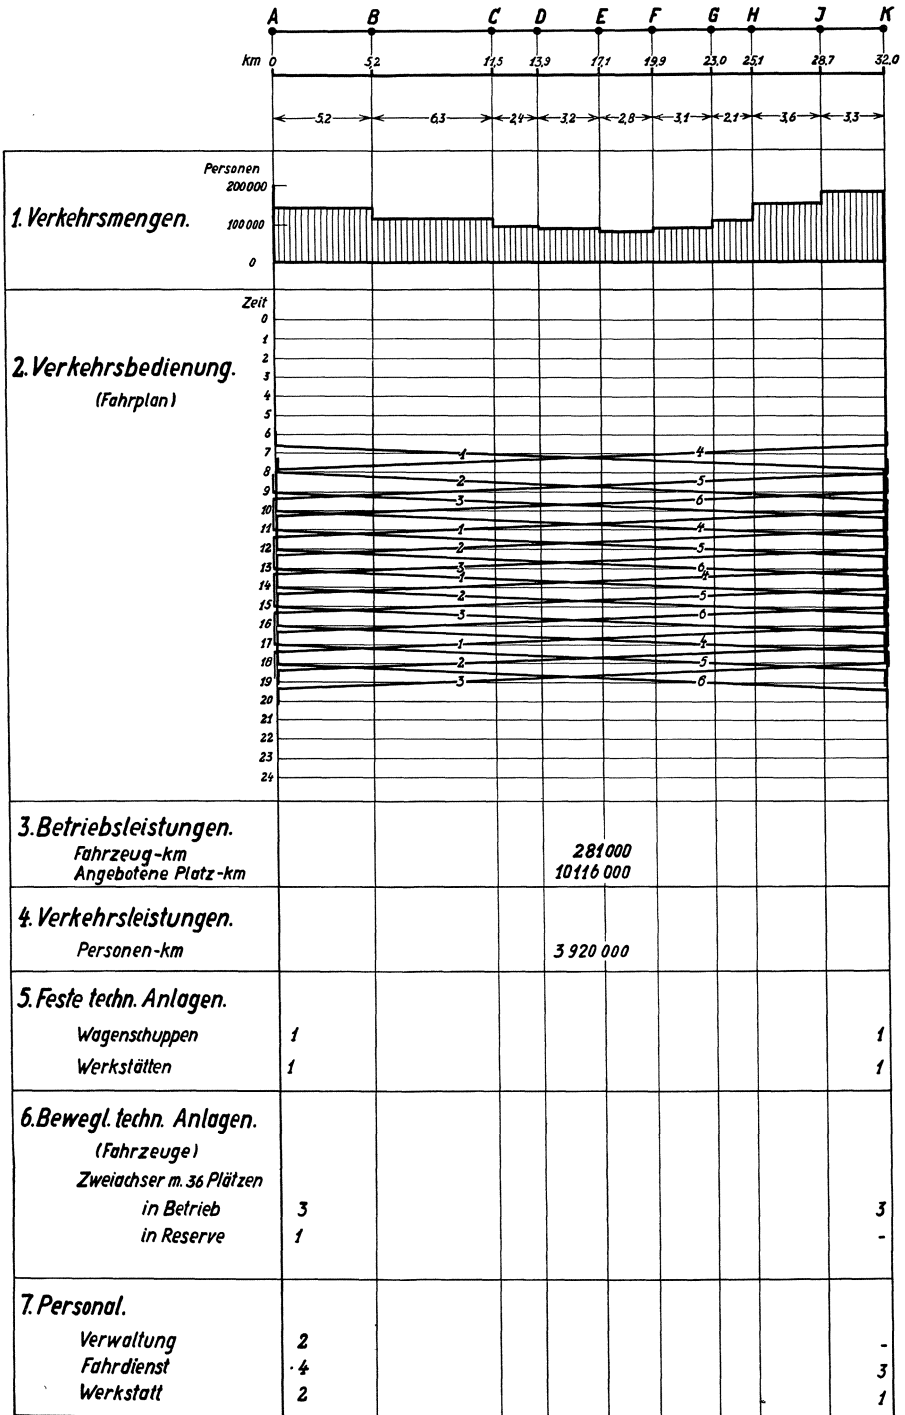 A B C D E F G H J K
km 0 5,2 11,5 13,9 17,1 19,9 23,0 25,1 28,7 32,0
5,2 6,3 2,4 3,2 2,8 3,1 2,1 3,6 3,3
Personen
200000
1. Verkehrsmengen. 100000
0
Zeit
0
1
2
2. Verkehrsbedienung.
3
4
(Fahrplan)
5
6
7 1 4
8
2 5
9
3 6
10
11 1 4
12 2 5
13 3 6
1 4
14
2 5
15
3 6
16
17 1 4
18 2 5
19 3 6
20
21
22
23
24
3. Betriebsleistungen.
Fahrzeug-km 281000
Angebotene Platz-km 10116000
4. Verkehrsleistungen.
Personen-km 3920000
5. Feste techn. Anlagen.
Wagenschuppen 1 1
Werkstätten 1 1
6. Bewegl. techn. Anlagen.
(Fahrzeuge)
Zweiachser m. 36 Plätzen
in Betrieb 3 3
in Reserve 1 -
7. Personal.
Verwaltung 2 -
Fahrdienst 4 3
Werkstatt 2 1